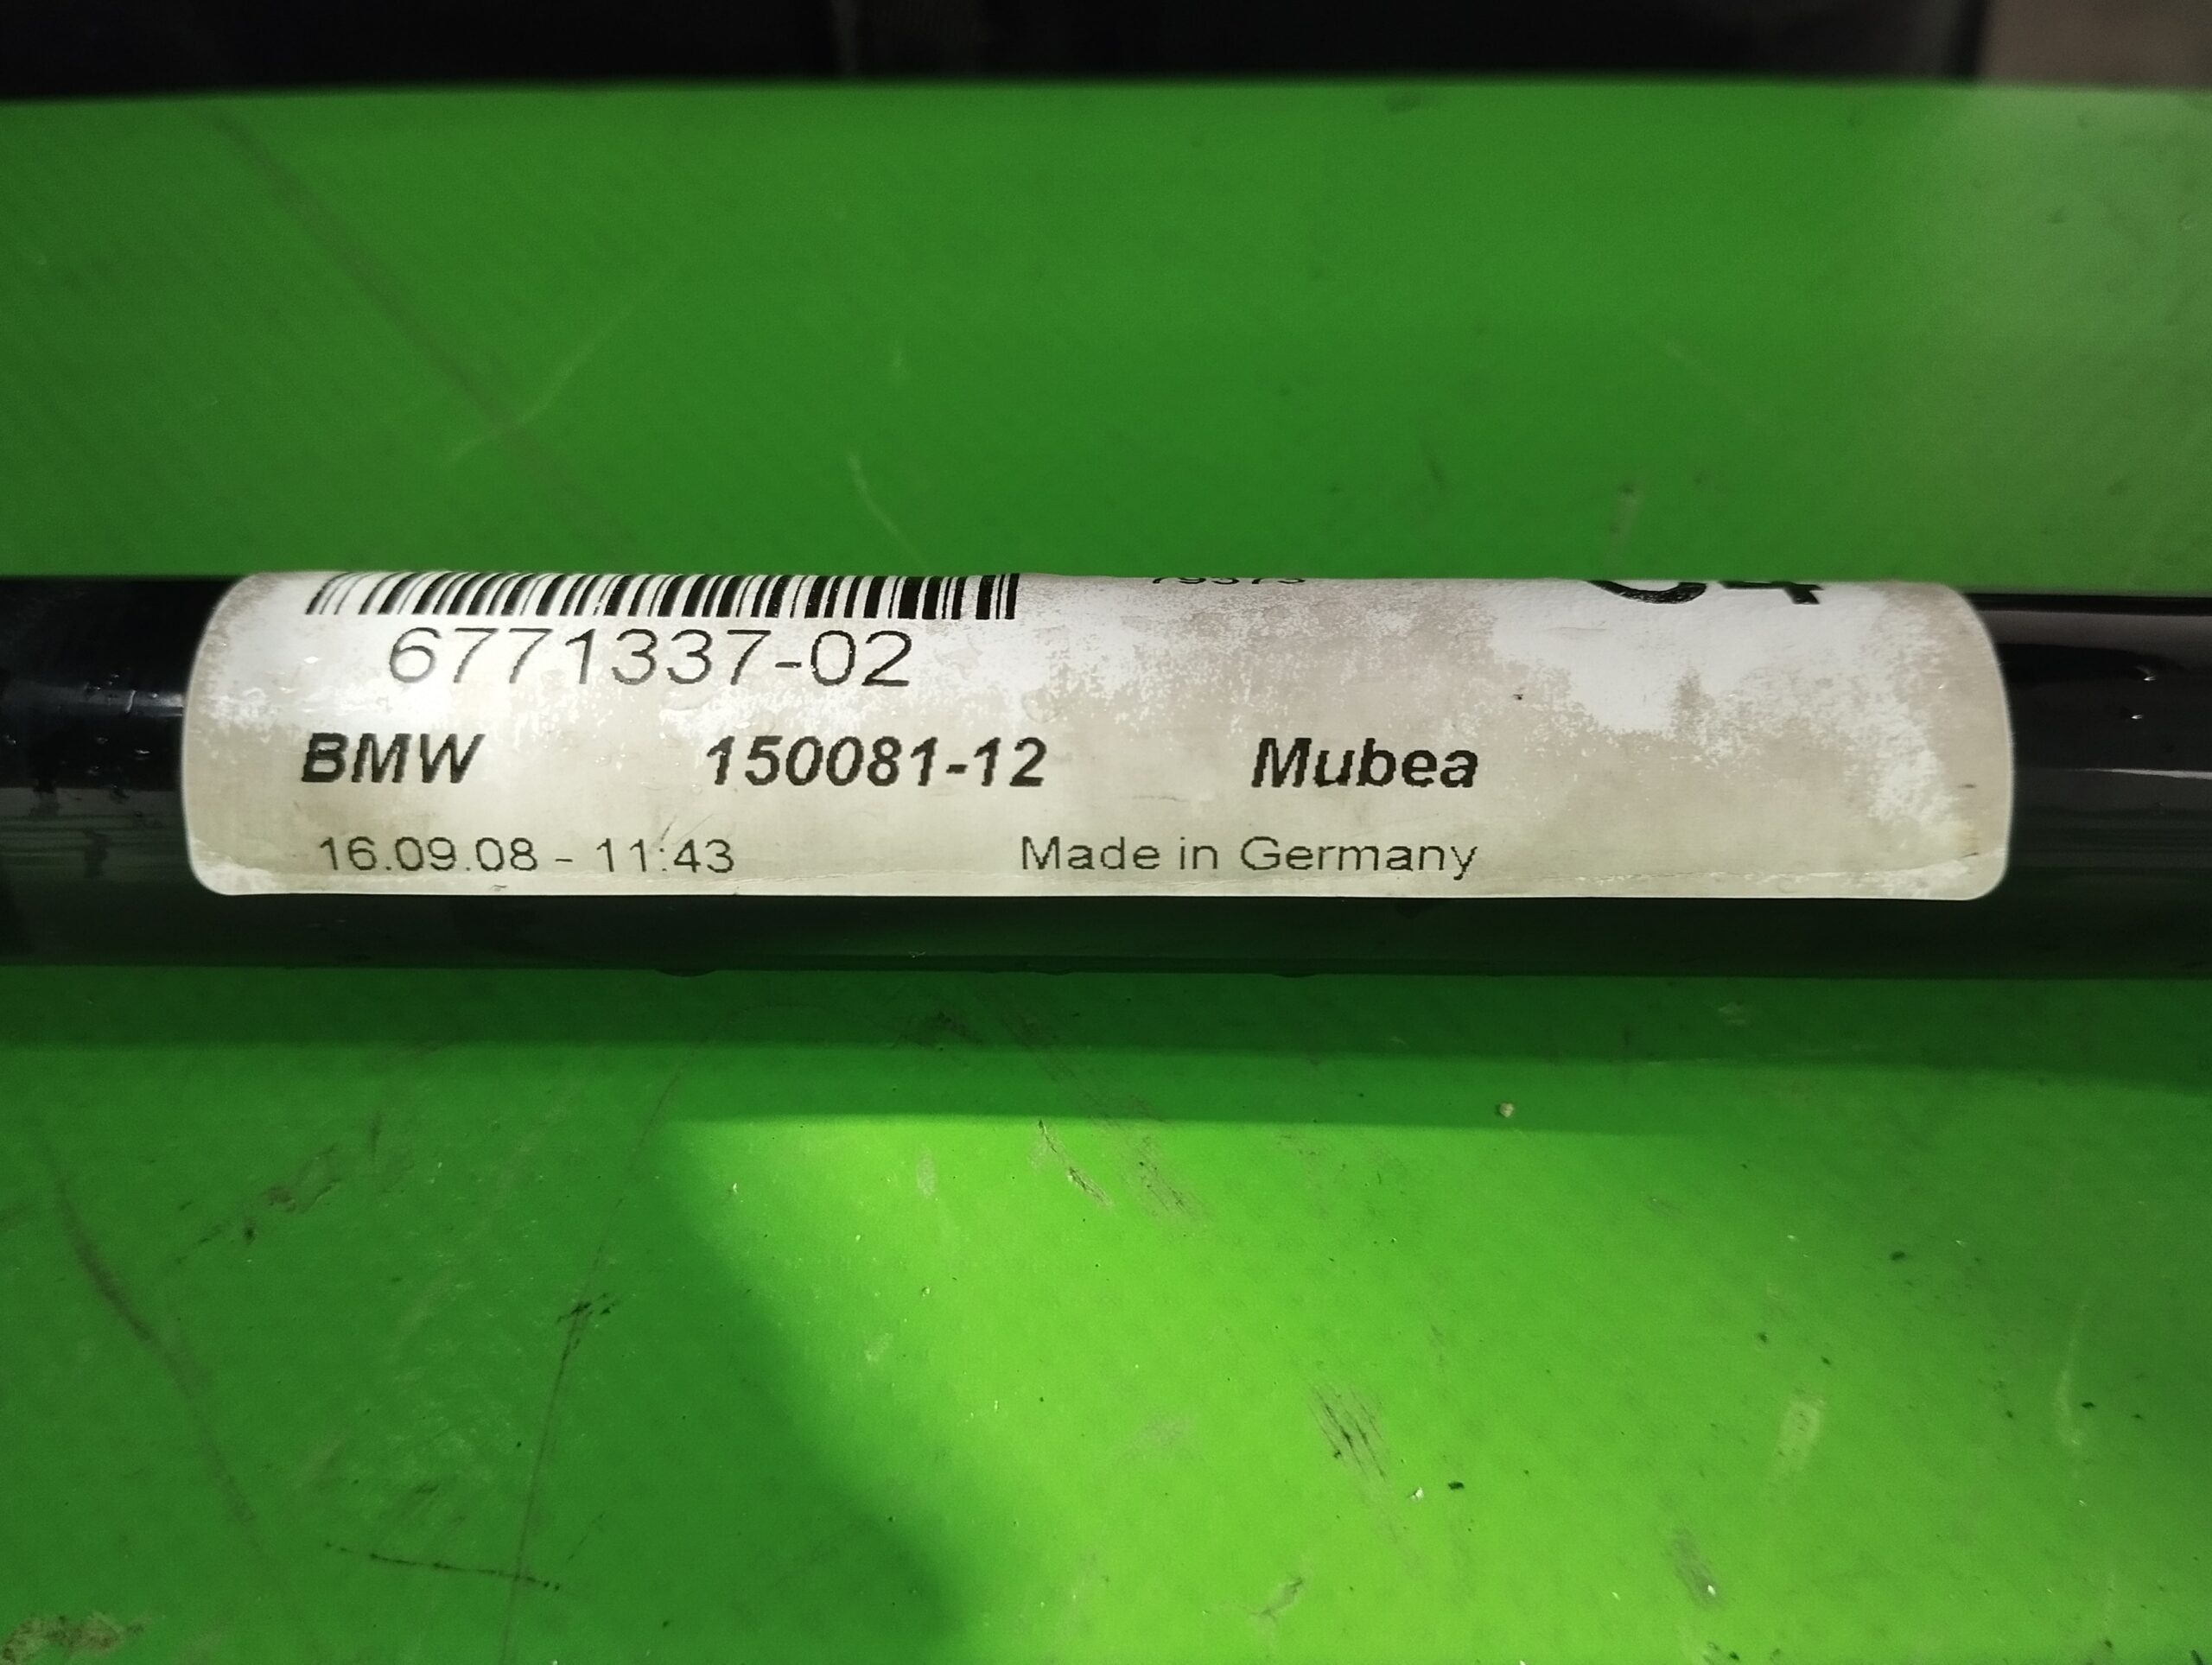 6771337-02
BMW 150081-12 Mubea
16.09.08 - 11:43 Made in Germany